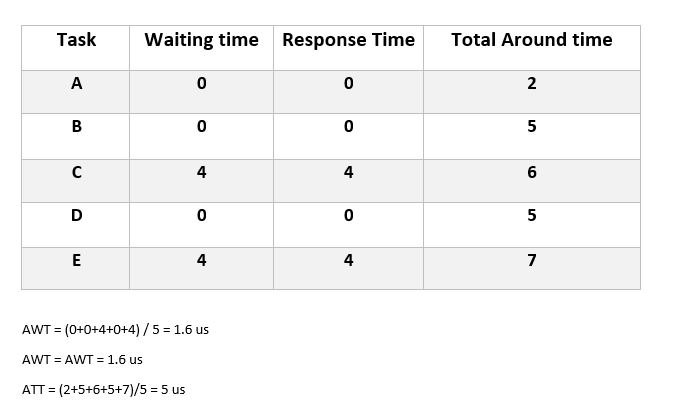 Task Waiting time Response Time Total Around time
A 0 0 2
B 0 0 5
C 4 4 6
D 0 0 5
E 4 4 7
AWT = (0+0+4+0+4) / 5 = 1.6 us
AWT = AWT = 1.6 us
ATT = (2+5+6+5+7)/5 = 5 us